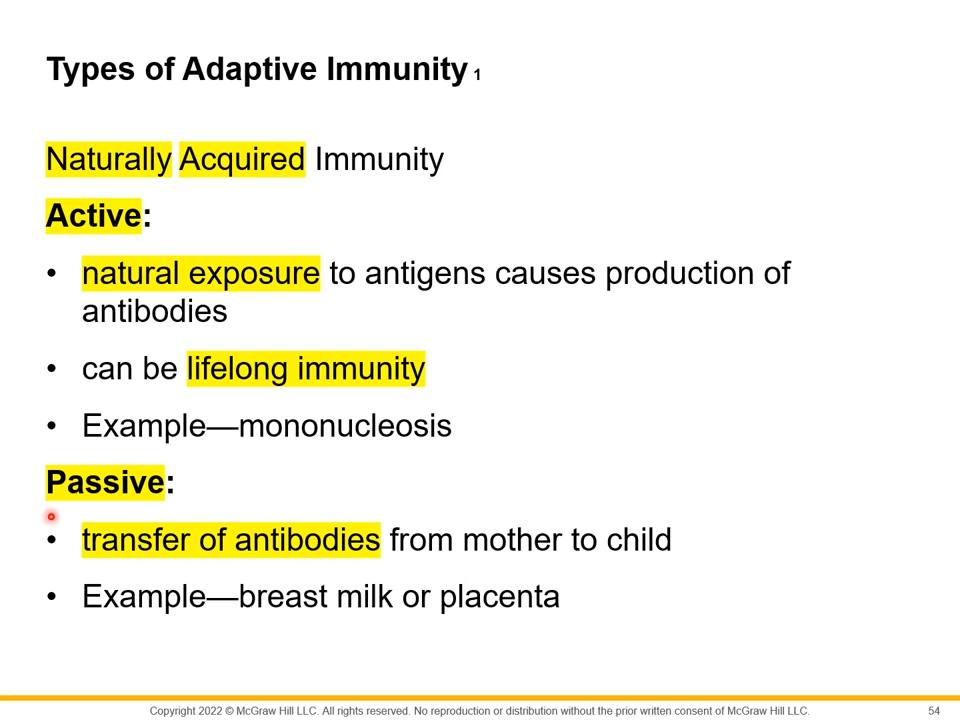 Types of Adaptive Immunity 1
Naturally Acquired Immunity
Active:
• natural exposure to antigens causes production of
antibodies
• can be lifelong immunity
• Example—mononucleosis
Passive:
• transfer of antibodies from mother to child
• Example—breast milk or placenta
Copyright 2022 © McGraw Hill LLC. All rights reserved. No reproduction or distribution without the prior written consent of McGraw Hill LLC.
54